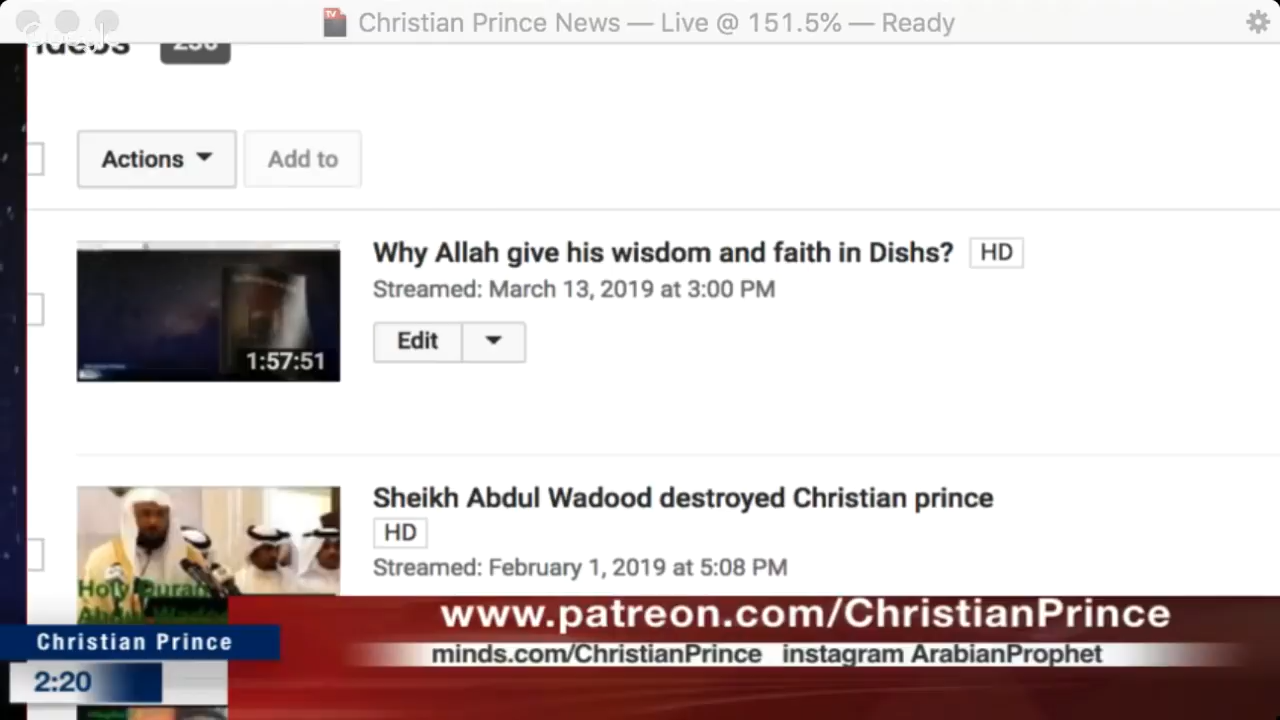 Christian Prince News — Live @ 151.5% — Ready
Actions
Add to
Why Allah give his wisdom and faith in Dishs? HD
Streamed: March 13, 2019 at 3:00 PM
Edit
1:57:51
Sheikh Abdul Wadood destroyed Christian prince
HD
Streamed: February 1, 2019 at 5:08 PM
Holy Quran
www.patreon.com/ChristianPrince
Christian Prince
minds.com/ChristianPrince instagram ArabianProphet
2:20